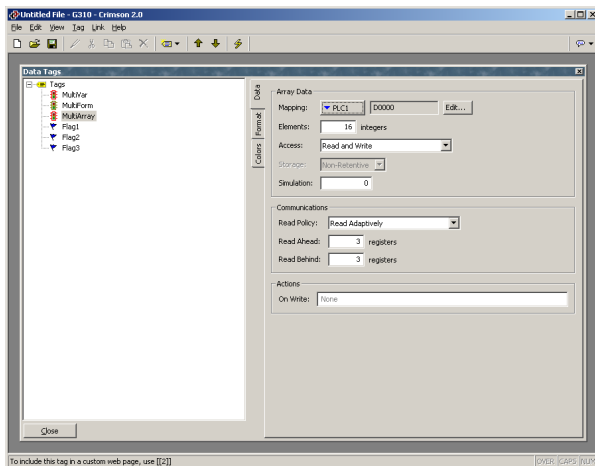 Untitled File - G310 - Crimson 2.0
File Edit View Tag Link Help
Data Tags
Tags
MultiVar
MultiForm
MultiArray
Flag1
Flag2
Flag3
Data
Format
Colors
Array Data
Mapping: PLC1 D0000 Edit...
Elements: 16 integers
Access: Read and Write
Storage: Non-Retentive
Simulation: 0
Communications
Read Policy: Read Adaptively
Read Ahead: 3 registers
Read Behind: 3 registers
Actions
On Write: None
Close
To include this tag in a custom web page, use [[2]]
OVER CAPS NUM